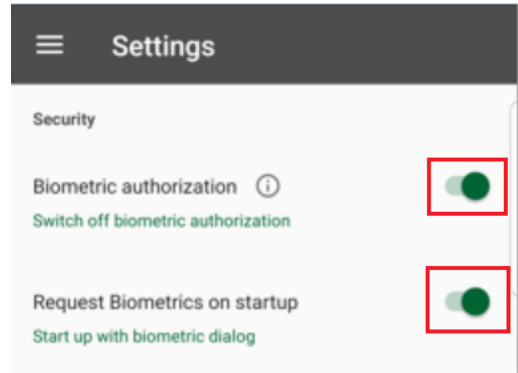 Settings
Security
Biometric authorization
Switch off biometric authorization
Request Biometrics on startup
Start up with biometric dialog